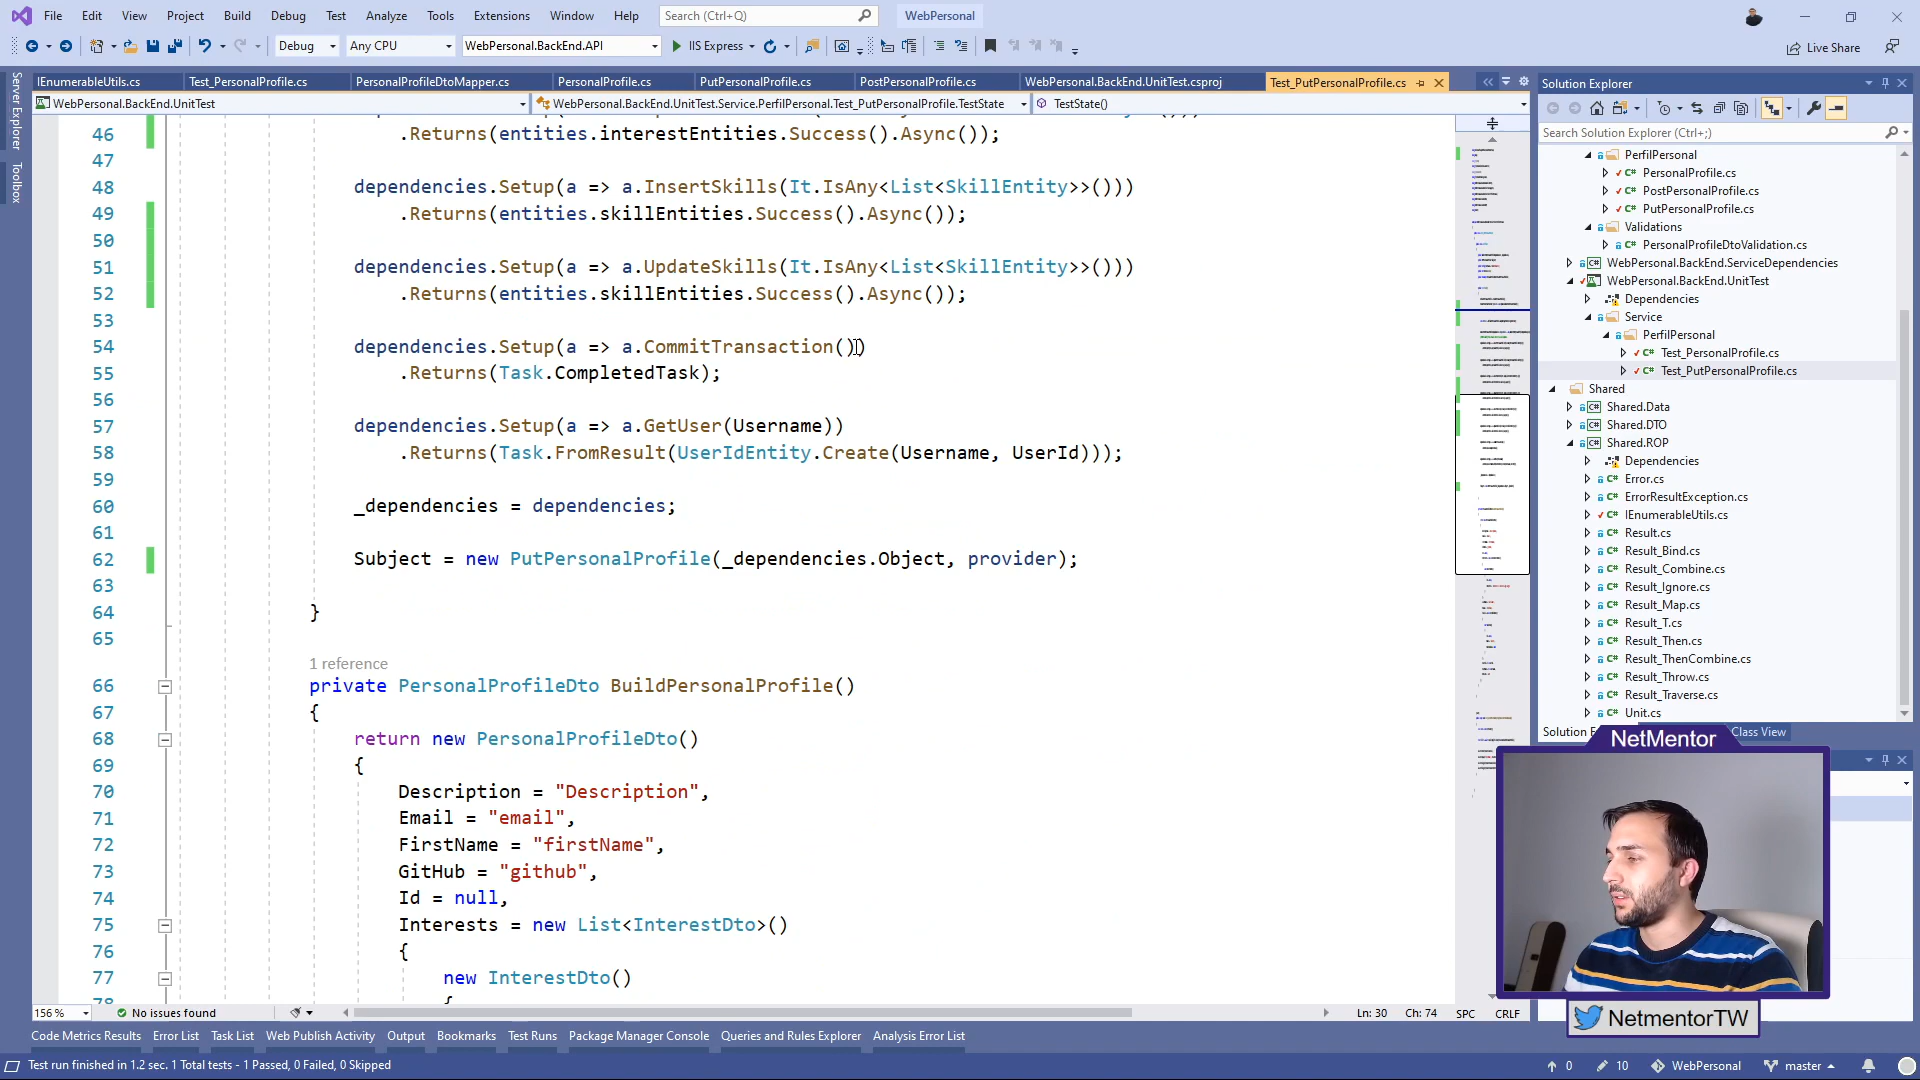 File Edit View Project Build Debug Test Analyze Tools Extensions Window Help Search (Ctrl+Q) WebPersonal
Debug Any CPU WebPersonal.BackEnd.API IIS Express Live Share
Server Explorer
Toolbox
IEnumerableUtils.cs Test_PersonalProfile.cs PersonalProfileDtoMapper.cs PersonalProfile.cs PutPersonalProfile.cs PostPersonalProfile.cs WebPersonal.BackEnd.UnitTest.csproj Test_PutPersonalProfile.cs
WebPersonal.BackEnd.UnitTest WebPersonal.BackEnd.UnitTest.Service.PerfilPersonal.Test_PutPersonalProfile.TestState TestState()
46 .Returns(entities.interestEntities.Success().Async());
47
48 dependencies.Setup(a => a.InsertSkills(It.IsAny<List<SkillEntity>>()))
49 .Returns(entities.skillEntities.Success().Async());
50
51 dependencies.Setup(a => a.UpdateSkills(It.IsAny<List<SkillEntity>>()))
52 .Returns(entities.skillEntities.Success().Async());
53
54 dependencies.Setup(a => a.CommitTransaction())
55 .Returns(Task.CompletedTask);
56
57 dependencies.Setup(a => a.GetUser(Username))
58 .Returns(Task.FromResult(UserIdEntity.Create(Username, UserId)));
59
60 _dependencies = dependencies;
61
62 Subject = new PutPersonalProfile(_dependencies.Object, provider);
63
64 }
65
1 reference
66 private PersonalProfileDto BuildPersonalProfile()
67 {
68 return new PersonalProfileDto()
69 {
70 Description = "Description",
71 Email = "email",
72 FirstName = "firstName",
73 GitHub = "github",
74 Id = null,
75 Interests = new List<InterestDto>()
76 {
77 new InterestDto()
78 {
156 % No issues found Ln: 30 Ch: 74 SPC CRLF
Code Metrics Results Error List Task List Web Publish Activity Output Bookmarks Test Runs Package Manager Console Queries and Rules Explorer Analysis Error List
Test run finished in 1.2 sec. 1 Total tests - 1 Passed, 0 Failed, 0 Skipped 0 10 WebPersonal master
Solution Explorer
Search Solution Explorer (Ctrl+;)
PerfilPersonal
PersonalProfile.cs
PostPersonalProfile.cs
PutPersonalProfile.cs
Validations
PersonalProfileDtoValidation.cs
WebPersonal.BackEnd.ServiceDependencies
WebPersonal.BackEnd.UnitTest
Dependencies
Service
PerfilPersonal
Test_PersonalProfile.cs
Test_PutPersonalProfile.cs
Shared
Shared.Data
Shared.DTO
Shared.ROP
Dependencies
Error.cs
ErrorResultException.cs
IEnumerableUtils.cs
Result.cs
Result_Bind.cs
Result_Combine.cs
Result_Ignore.cs
Result_Map.cs
Result_T.cs
Result_Then.cs
Result_ThenCombine.cs
Result_Throw.cs
Result_Traverse.cs
Unit.cs
Solution E Class View
NetMentor
NetmentorTW